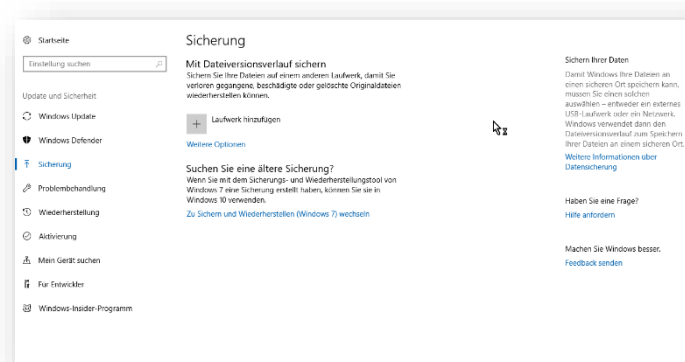 Startseite
Einstellung suchen
Update und Sicherheit
Windows Update
Windows Defender
Sicherung
Problembehandlung
Wiederherstellung
Aktivierung
Mein Gerät suchen
Für Entwickler
Windows-Insider-Programm
Sicherung
Mit Dateiversionsverlauf sichern
Sichern Sie Ihre Dateien auf einem anderen Laufwerk, damit Sie
verloren gegangene, beschädigte oder gelöschte Originaldateien
wiederherstellen können.
Laufwerk hinzufügen
Weitere Optionen
Suchen Sie eine ältere Sicherung?
Wenn Sie mit dem Sicherungs- und Wiederherstellungstool von
Windows 7 eine Sicherung erstellt haben, können Sie sie in
Windows 10 verwenden.
Zu Sichern und Wiederherstellen (Windows 7) wechseln
Sichern Ihrer Daten
Damit Windows Ihre Dateien an
einen sicheren Ort speichern kann,
müssen Sie einen solchen
auswählen – entweder ein externes
USB-Laufwerk oder ein Netzwerk.
Windows verwendet dann den
Dateiversionsverlauf zum Speichern
Ihrer Dateien an einem sicheren Ort.
Weitere Informationen über
Datensicherung
Haben Sie eine Frage?
Hilfe anfordern
Machen Sie Windows besser.
Feedback senden